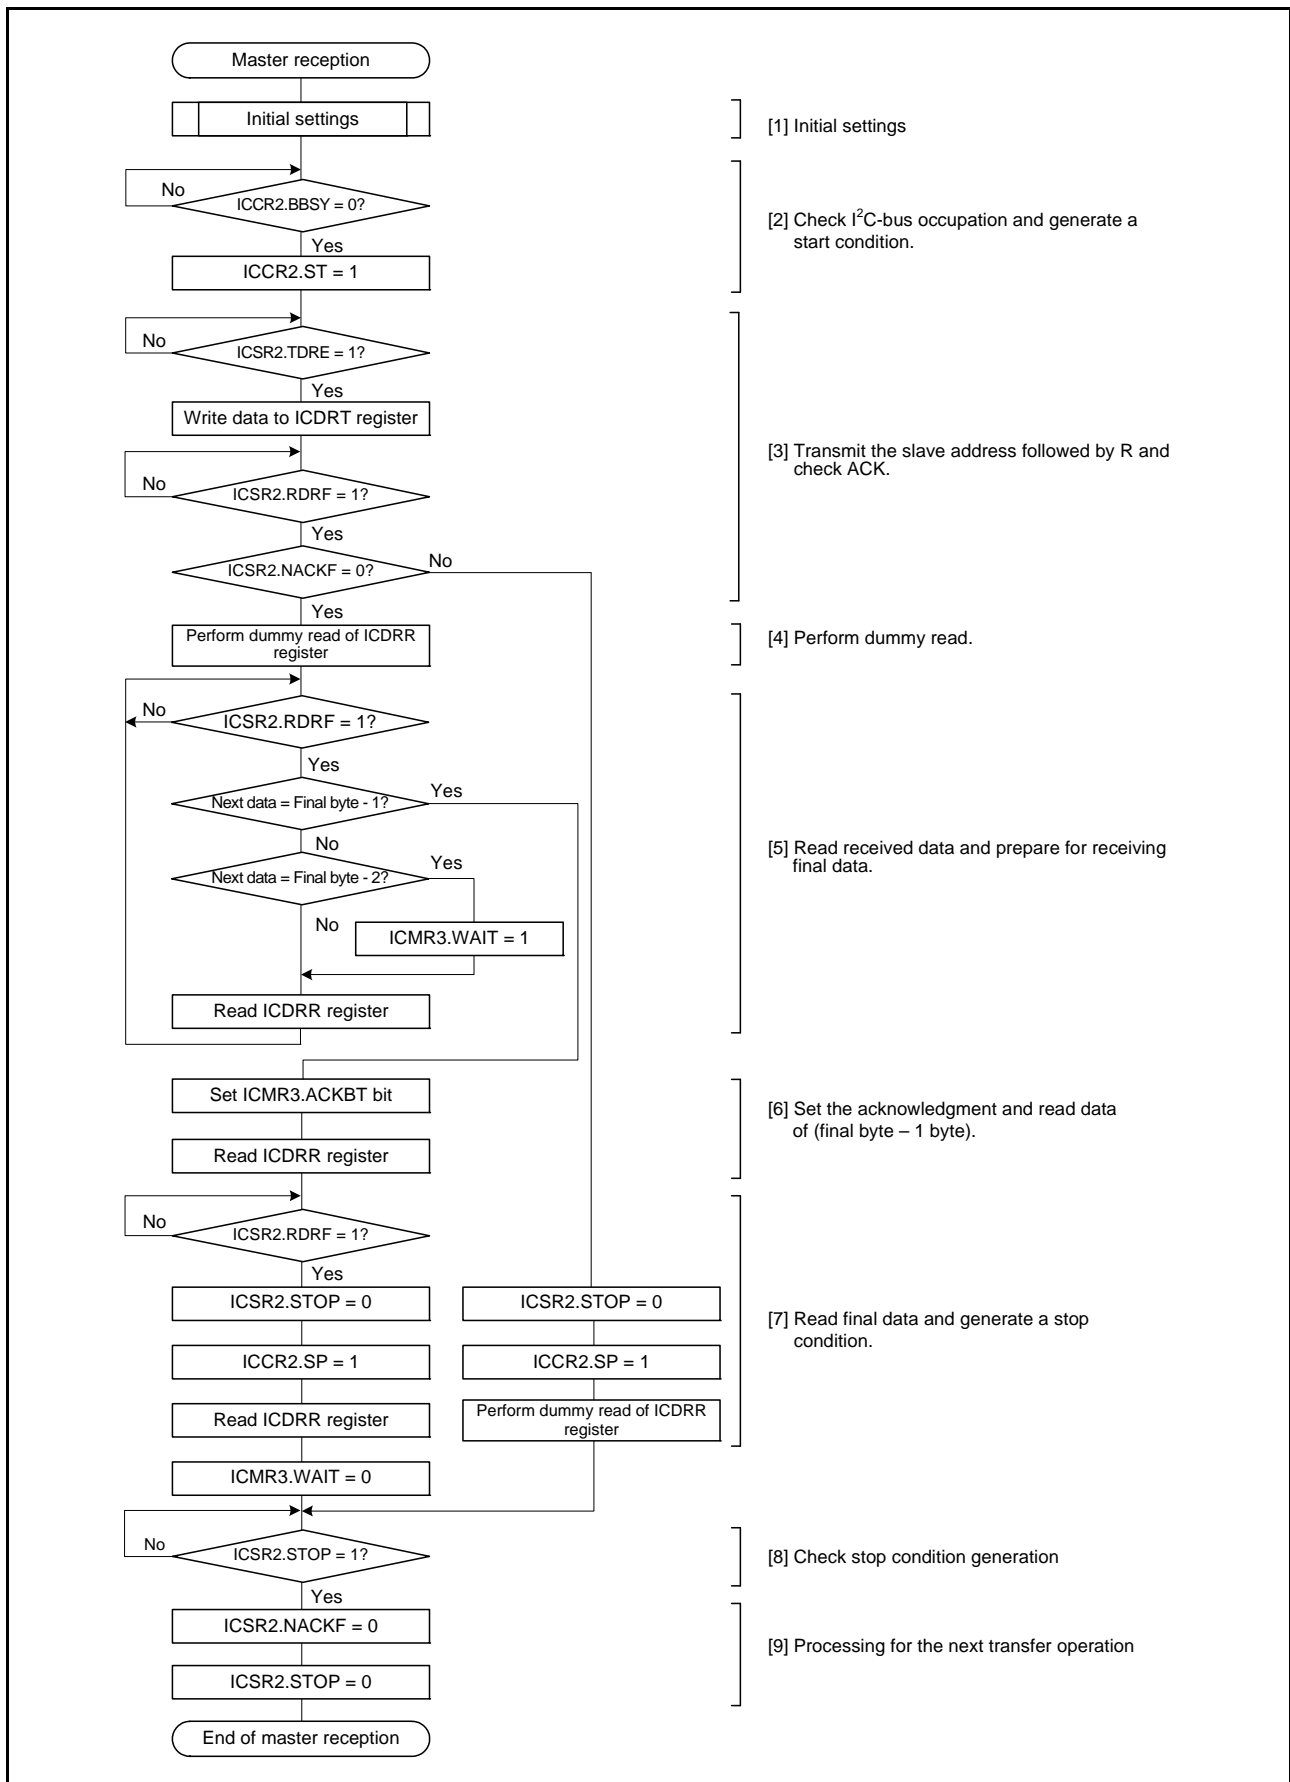 Master reception
Initial settings
[1] Initial settings
No
ICCR2.BBSY = 0?
Yes
ICCR2.ST = 1
[2] Check I²C-bus occupation and generate a
start condition.
No
ICSR2.TDRE = 1?
Yes
Write data to ICDRT register
No
ICSR2.RDRF = 1?
Yes
ICSR2.NACKF = 0?
No
Yes
[3] Transmit the slave address followed by R and
check ACK.
Perform dummy read of ICDRR
register
[4] Perform dummy read.
No
ICSR2.RDRF = 1?
Yes
Next data = Final byte - 1?
Yes
No
Next data = Final byte - 2?
Yes
No
ICMR3.WAIT = 1
Read ICDRR register
[5] Read received data and prepare for receiving
final data.
Set ICMR3.ACKBT bit
Read ICDRR register
[6] Set the acknowledgment and read data
of (final byte – 1 byte).
No
ICSR2.RDRF = 1?
Yes
ICSR2.STOP = 0
ICCR2.SP = 1
Read ICDRR register
ICMR3.WAIT = 0
ICSR2.STOP = 0
ICCR2.SP = 1
Perform dummy read of ICDRR
register
[7] Read final data and generate a stop
condition.
No
ICSR2.STOP = 1?
Yes
[8] Check stop condition generation
ICSR2.NACKF = 0
ICSR2.STOP = 0
[9] Processing for the next transfer operation
End of master reception